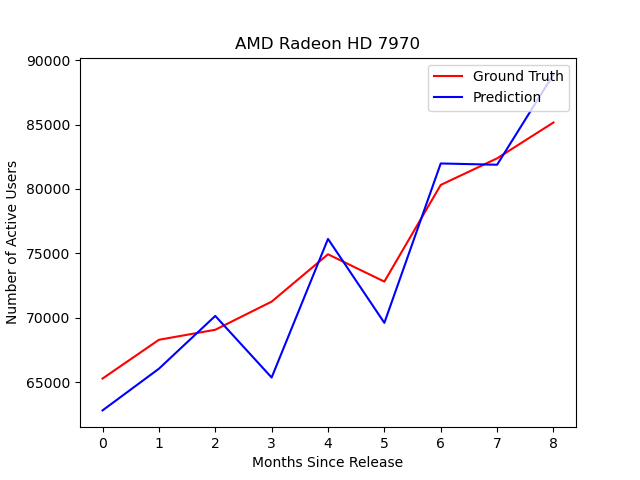 AMD Radeon HD 7970
90000
85000
80000
75000
70000
65000
Number of Active Users
Ground Truth
Prediction
0 1 2 3 4 5 6 7 8
Months Since Release